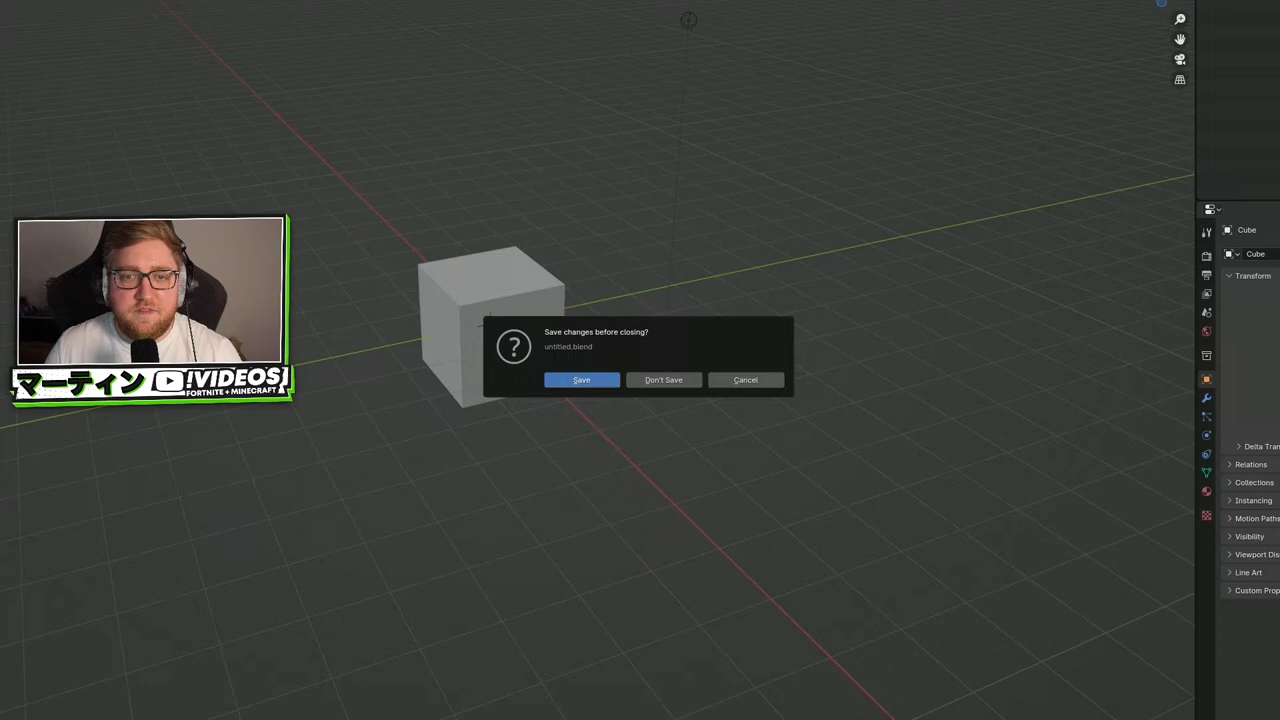 Cube
Cube
Transform
マーティン
!VIDEOS
FORTNITE + MINECRAFT
Save changes before closing?
untitled.blend
Save
Don't Save
Cancel
Delta Tran
Relations
Collections
Instancing
Motion Paths
Visibility
Viewport Dis
Line Art
Custom Prop